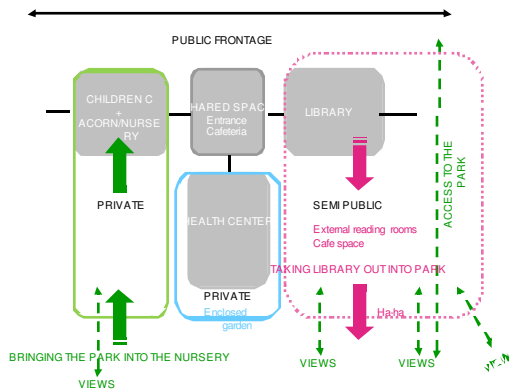 PUBLIC FRONTAGE
CHILDREN C
+
ACORN/NURSE
RY
HARED SPAC
Entrance
Cafeteria
LIBRARY
ACCESS TO THE
PARK
HEALTH CENTER
PRIVATE
SEMI PUBLIC
External reading rooms
Cafe space
TAKING LIBRARY OUT INTO PARK
PRIVATE
Enclosed
garden
Ha-ha
BRINGING THE PARK INTO THE NURSERY
VIEWS
VIEWS
VIEWS